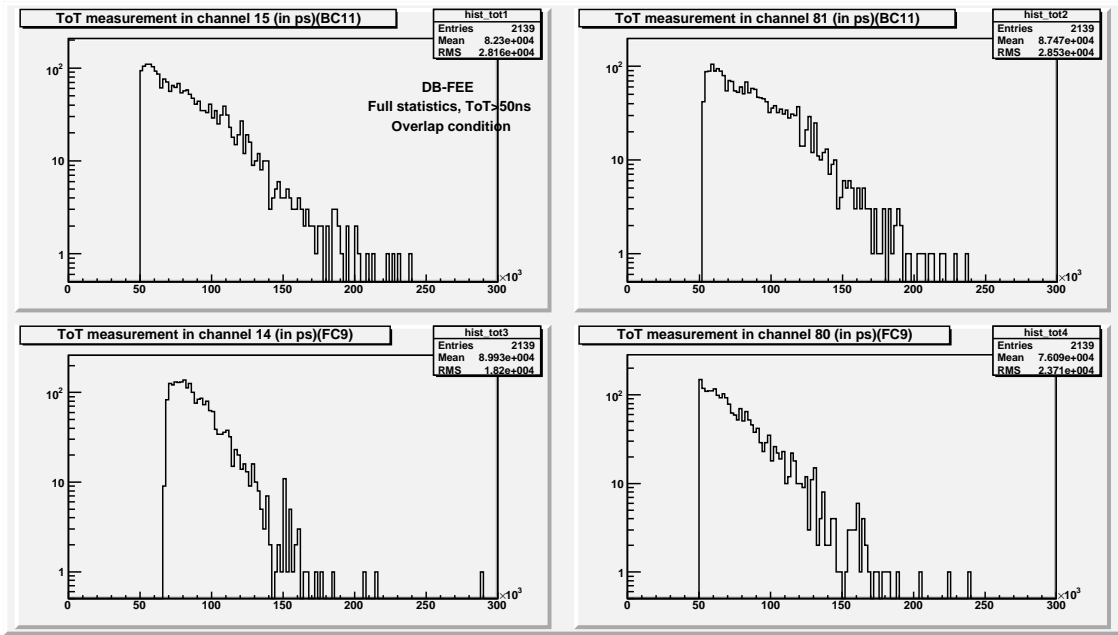 ToT measurement in channel 15 (in ps)(BC11)
hist_tot1
Entries 2139
Mean 8.23e+004
RMS 2.816e+004
DB-FEE
Full statistics, ToT>50ns
Overlap condition
10²
10
1
0 50 100 150 200 250 300
×10³
ToT measurement in channel 81 (in ps)(BC11)
hist_tot2
Entries 2139
Mean 8.747e+004
RMS 2.853e+004
10²
10
1
0 50 100 150 200 250 300
×10³
ToT measurement in channel 14 (in ps)(FC9)
hist_tot3
Entries 2139
Mean 8.993e+004
RMS 1.82e+004
10²
10
1
0 50 100 150 200 250 300
×10³
ToT measurement in channel 80 (in ps)(FC9)
hist_tot4
Entries 2139
Mean 7.609e+004
RMS 2.371e+004
10²
10
1
0 50 100 150 200 250 300
×10³